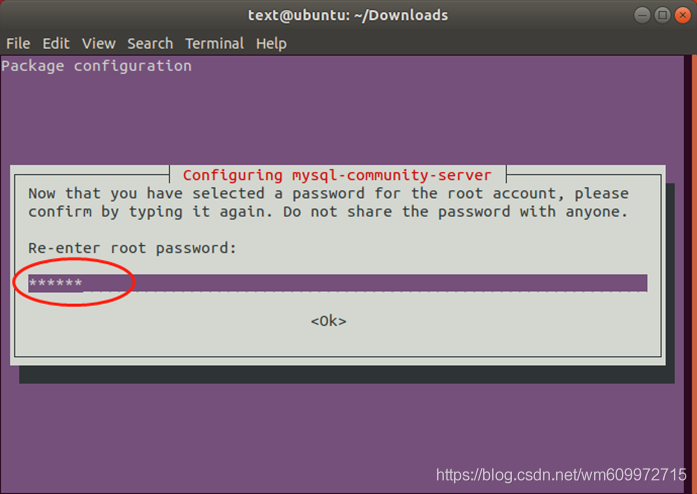 text@ubuntu: ~/Downloads
File Edit View Search Terminal Help
Package configuration
Configuring mysql-community-server
Now that you have selected a password for the root account, please
confirm by typing it again. Do not share the password with anyone.
Re-enter root password:
******
<Ok>
https://blog.csdn.net/wm609972715